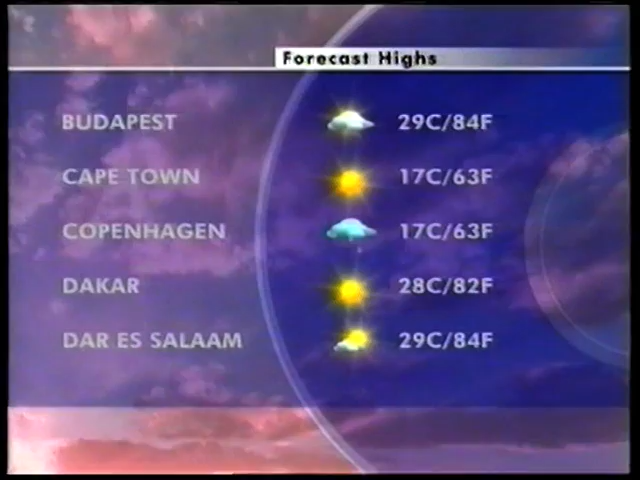 Forecast Highs
BUDAPEST 29C/84F
CAPE TOWN 17C/63F
COPENHAGEN 17C/63F
DAKAR 28C/82F
DAR ES SALAAM 29C/84F